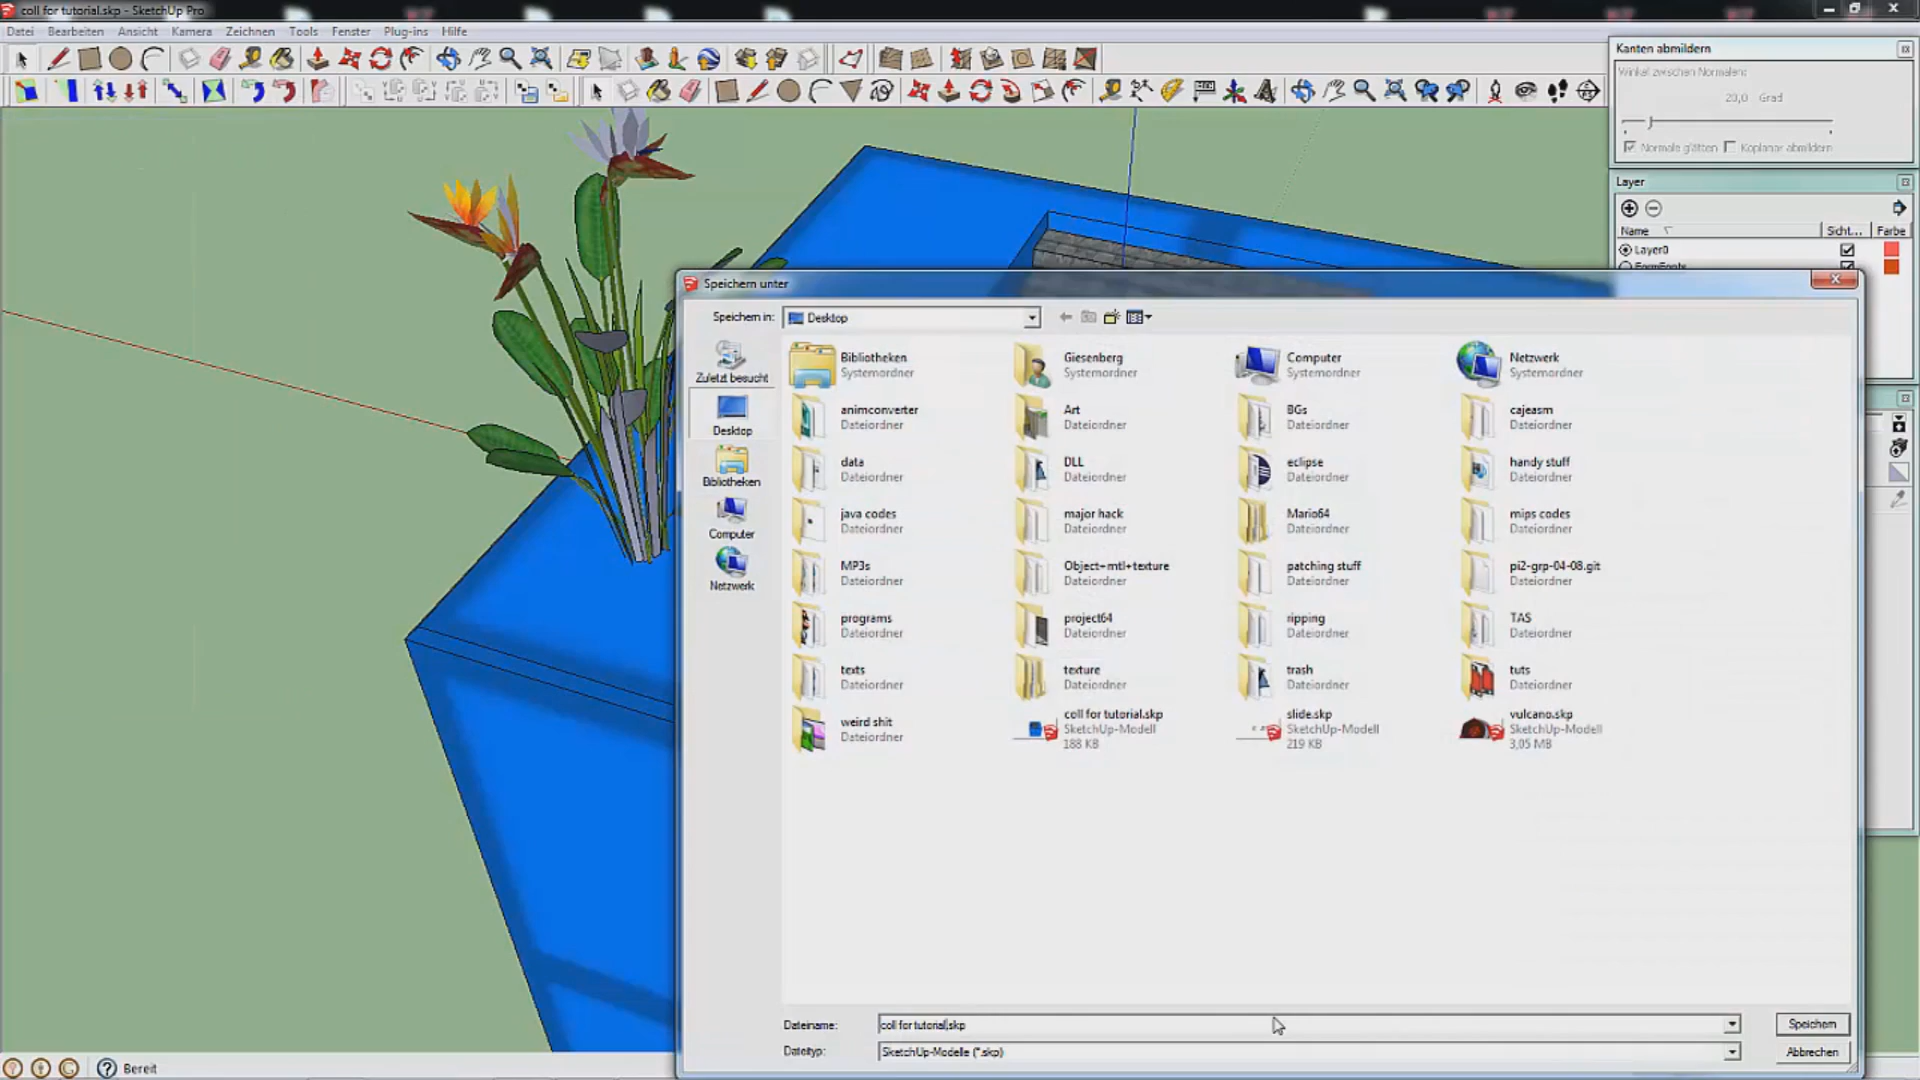 coll for tutorial.skp - SketchUp Pro
Datei Bearbeiten Ansicht Kamera Zeichnen Tools Fenster Plug-ins Hilfe
Kanten abmildern
Winkel zwischen Normalen:
20,0 Grad
Normale glätten Koplanar abmildern
Layer
Name Sicht... Farbe
Layer0
FormFonts
Speichern unter
Speichern in: Desktop
Zuletzt besucht
Desktop
Bibliotheken
Computer
Netzwerk
Bibliotheken
Systemordner
Giesenberg
Systemordner
Computer
Systemordner
Netzwerk
Systemordner
animconverter
Dateiordner
Art
Dateiordner
BGs
Dateiordner
cajeasm
Dateiordner
data
Dateiordner
DLL
Dateiordner
eclipse
Dateiordner
handy stuff
Dateiordner
java codes
Dateiordner
major hack
Dateiordner
Mario64
Dateiordner
mips codes
Dateiordner
MP3s
Dateiordner
Object+mtl+texture
Dateiordner
patching stuff
Dateiordner
pi2-grp-04-08.git
Dateiordner
programs
Dateiordner
project64
Dateiordner
ripping
Dateiordner
TAS
Dateiordner
texts
Dateiordner
texture
Dateiordner
trash
Dateiordner
tuts
Dateiordner
weird shit
Dateiordner
coll for tutorial.skp
SketchUp-Modell
188 KB
slide.skp
SketchUp-Modell
219 KB
vulcano.skp
SketchUp-Modell
3,05 MB
Dateiname: coll for tutorial.skp Speichern
Dateityp: SketchUp-Modelle (*.skp) Abbrechen
Bereit